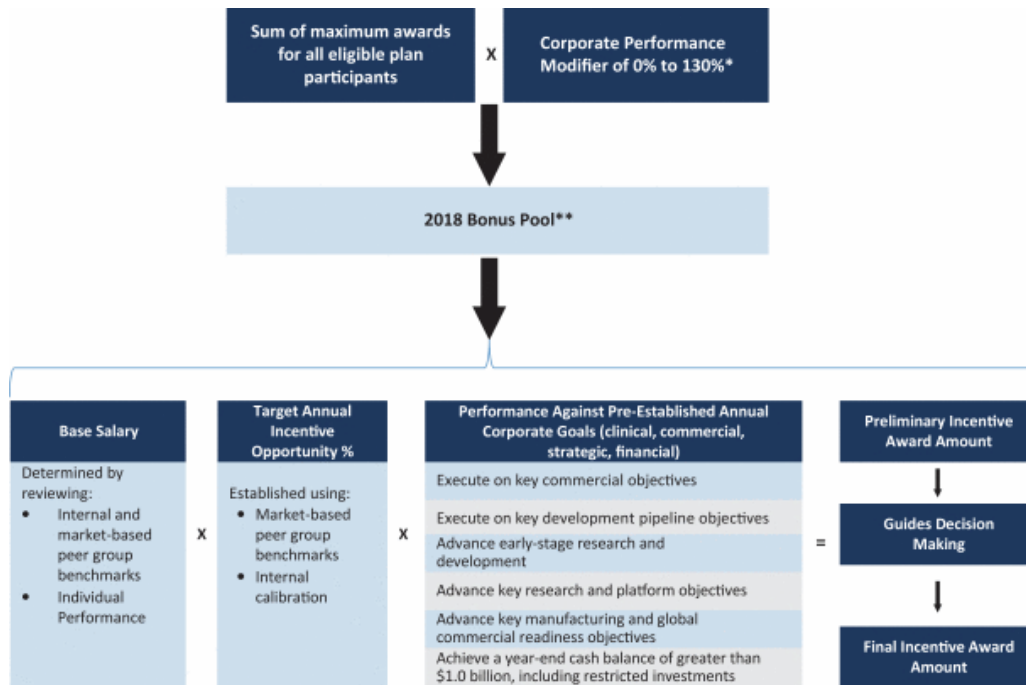 Sum of maximum awards
for all eligible plan
participants
X
Corporate Performance
Modifier of 0% to 130%*
2018 Bonus Pool**
Base Salary
Determined by
reviewing:
• Internal and
market-based
peer group
benchmarks
• Individual
Performance
X
Target Annual
Incentive
Opportunity %
Established using:
• Market-based
peer group
benchmarks
• Internal
calibration
X
Performance Against Pre-Established Annual
Corporate Goals (clinical, commercial,
strategic, financial)
Execute on key commercial objectives
Execute on key development pipeline objectives
Advance early-stage research and
development
Advance key research and platform objectives
Advance key manufacturing and global
commercial readiness objectives
Achieve a year-end cash balance of greater than
$1.0 billion, including restricted investments
=
Preliminary Incentive
Award Amount
Guides Decision
Making
Final Incentive Award
Amount